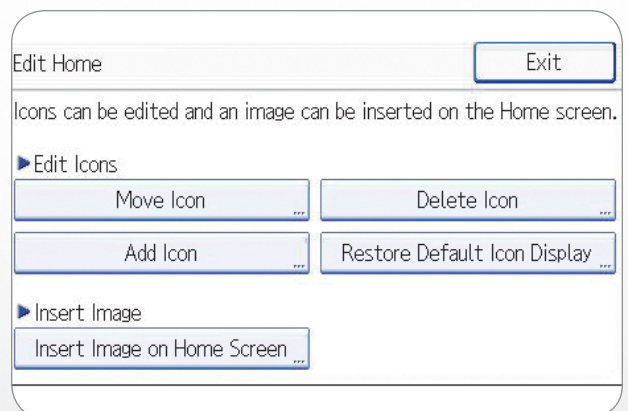 Edit Home
Exit
Icons can be edited and an image can be inserted on the Home screen.
Edit Icons
Move Icon ...
Delete Icon ...
Add Icon ...
Restore Default Icon Display ...
Insert Image
Insert Image on Home Screen ...